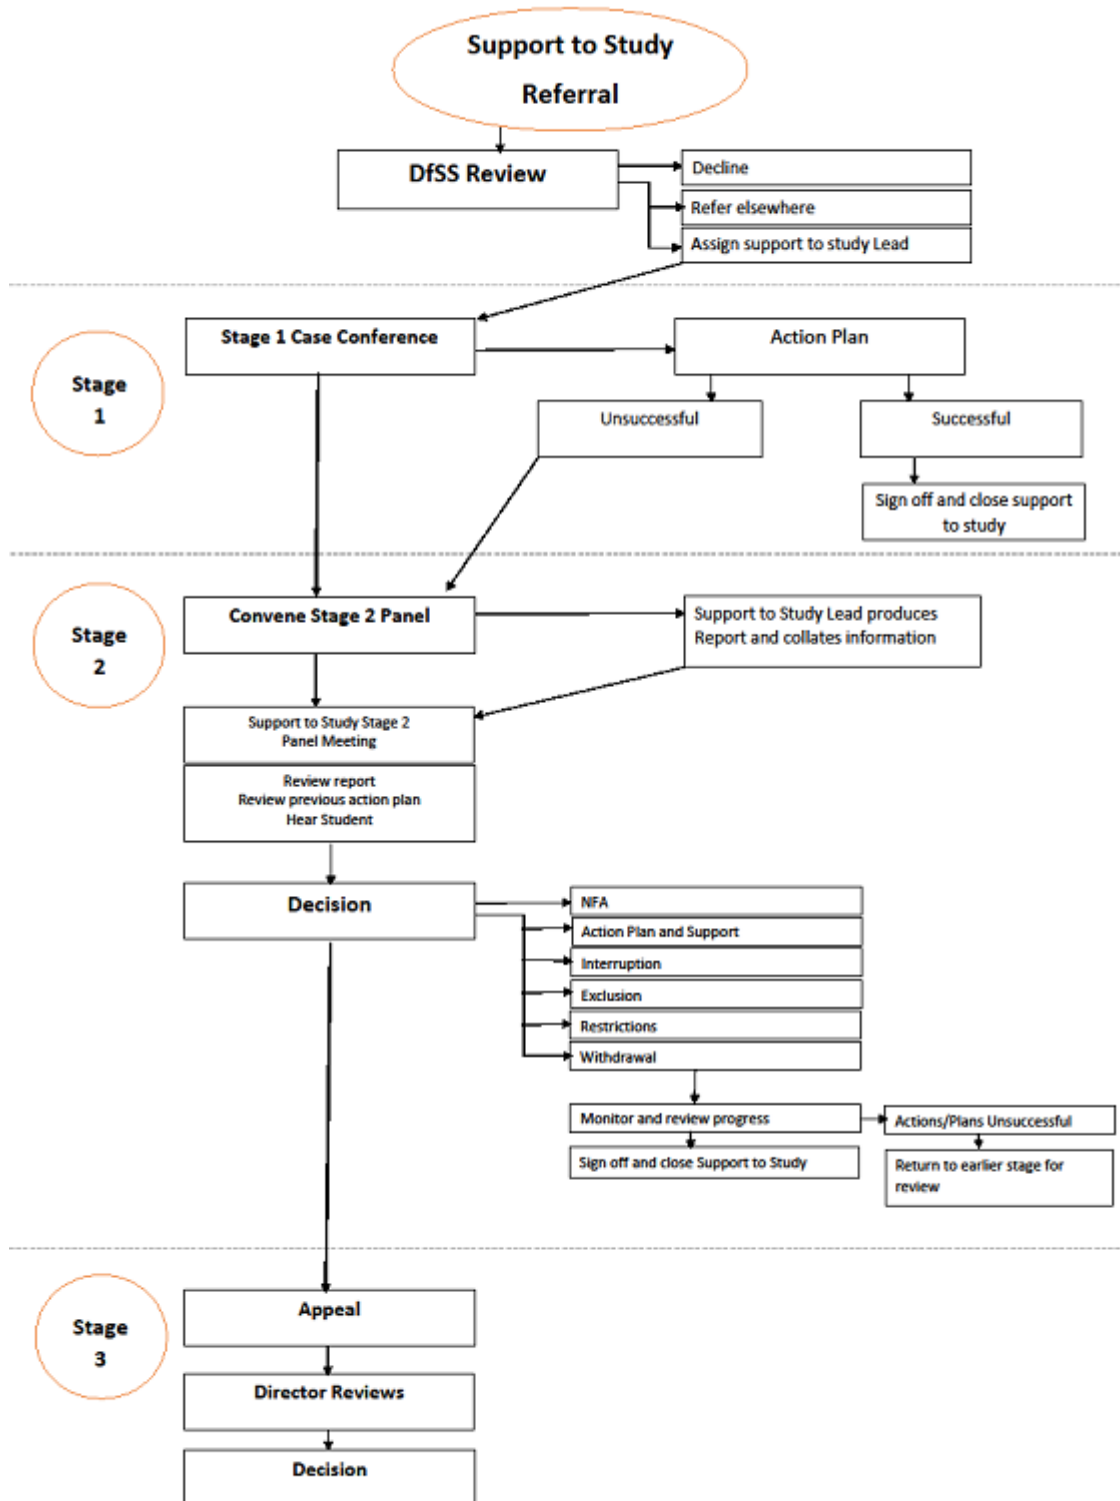 Support to Study
Referral
DfSS Review
Decline
Refer elsewhere
Assign support to study Lead
Stage
1
Stage 1 Case Conference
Action Plan
Unsuccessful
Successful
Sign off and close support
to study
Stage
2
Convene Stage 2 Panel
Support to Study Lead produces
Report and collates information
Support to Study Stage 2
Panel Meeting
Review report
Review previous action plan
Hear Student
Decision
NFA
Action Plan and Support
Interruption
Exclusion
Restrictions
Withdrawal
Monitor and review progress
Actions/Plans Unsuccessful
Sign off and close Support to Study
Return to earlier stage for
review
Stage
3
Appeal
Director Reviews
Decision